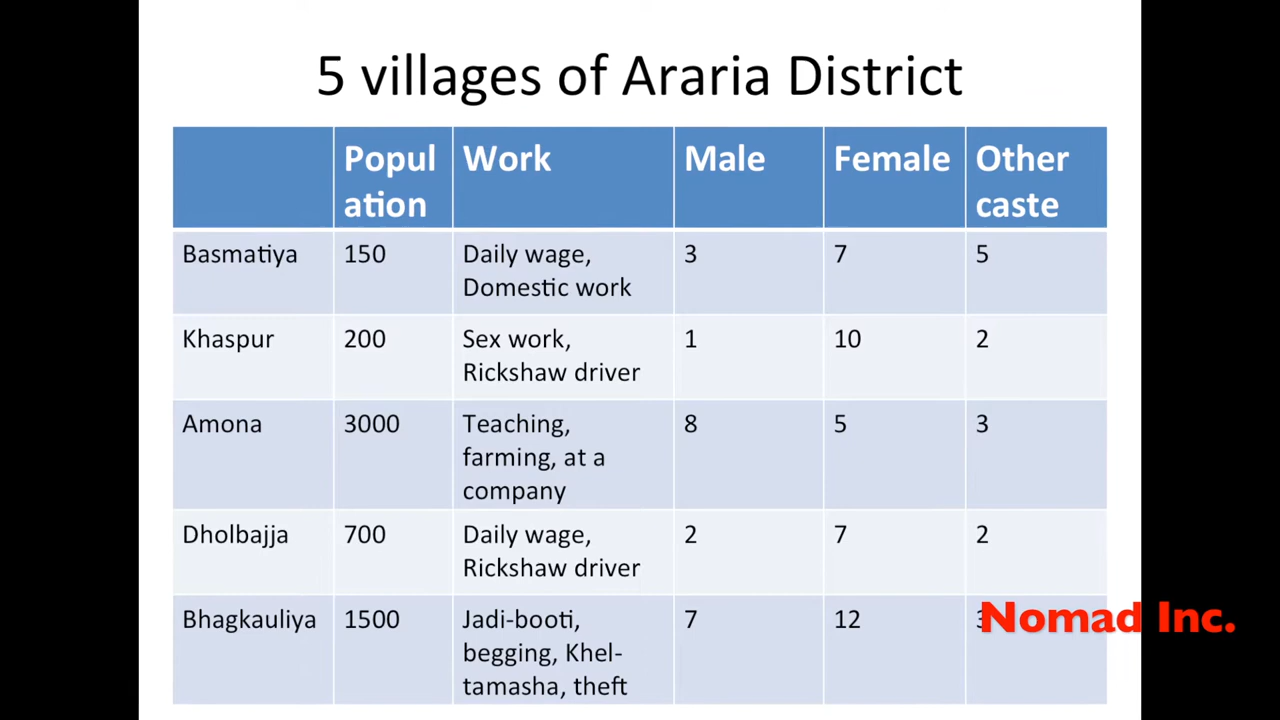 5 villages of Araria District
Popul
ation
Work
Male
Female
Other
caste
Basmatiya
150
Daily wage,
Domestic work
3
7
5
Khaspur
200
Sex work,
Rickshaw driver
1
10
2
Amona
3000
Teaching,
farming, at a
company
8
5
3
Dholbajja
700
Daily wage,
Rickshaw driver
2
7
2
Bhagkauliya
1500
Jadi-booti,
begging, Khel-
tamasha, theft
7
12
Nomad Inc.